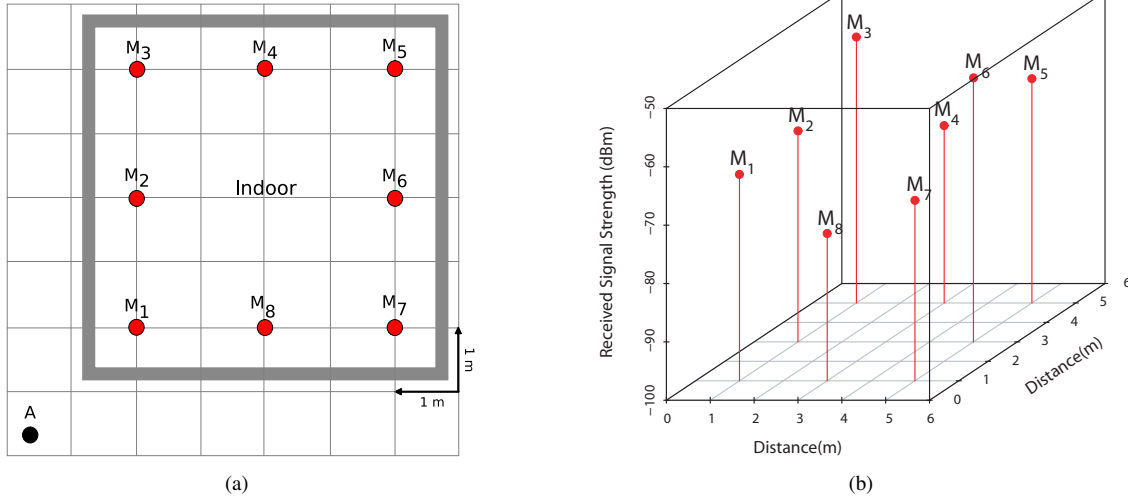 M3 M4 M5
M2 Indoor M6
M1 M8 M7
1 m
1 m
A
(a)
Received Signal Strength (dBm)
−50
−60
−70
−80
−90
−100
M3
M6
M5
M2
M4
M1
M7
M8
0 1 2 3 4 5 6
Distance(m)
0 1 2 3 4 5 6
Distance(m)
(b)